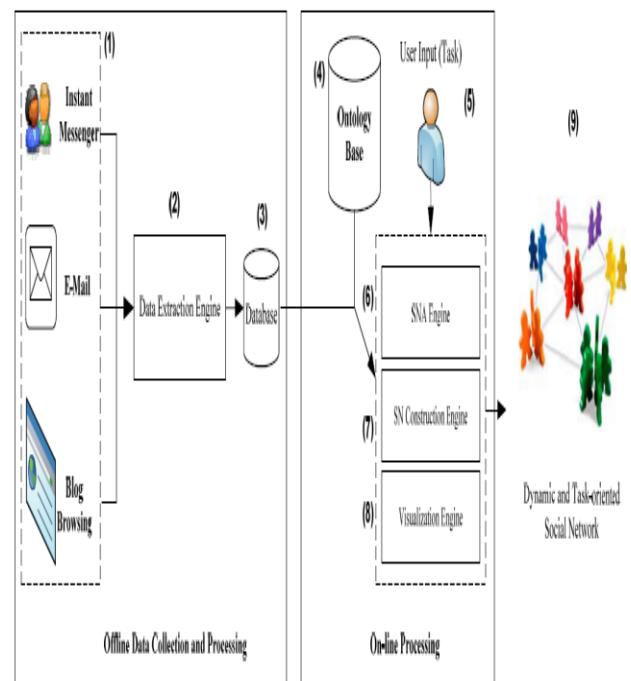 (1)
Instant
Messenger
E-Mail
Blog
Browsing
(2)
Data Extraction Engine
(3)
Database
Offline Data Collection and Processing
(4)
Ontology
Base
User Input (Task)
(5)
(6)
SNA Engine
(7)
SN Construction Engine
(8)
Visualization Engine
On-line Processing
(9)
Dynamic and Task-oriented
Social Network